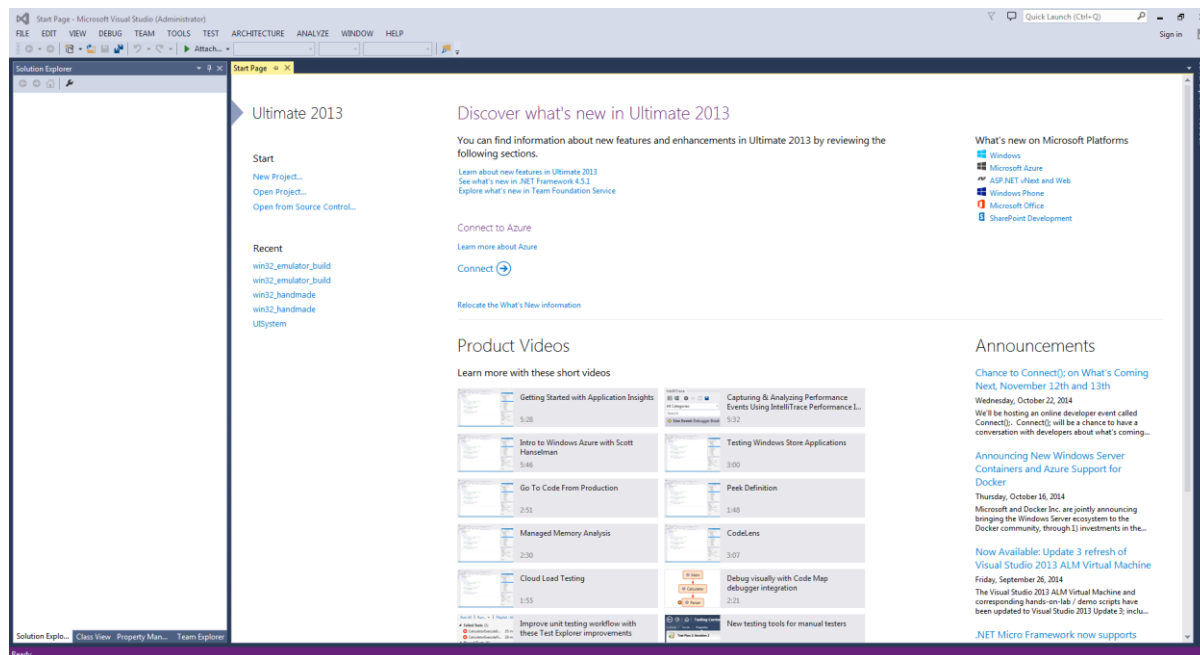 Start Page - Microsoft Visual Studio (Administrator)
Quick Launch (Ctrl+Q)
FILE EDIT VIEW DEBUG TEAM TOOLS TEST ARCHITECTURE ANALYZE WINDOW HELP
Sign in
Attach...
Solution Explorer
Start Page
Ultimate 2013
Start
New Project...
Open Project...
Open from Source Control...
Recent
win32_emulator_build
win32_emulator_build
win32_handmade
win32_handmade
UISystem
Discover what's new in Ultimate 2013
You can find information about new features and enhancements in Ultimate 2013 by reviewing the
following sections.
Learn about new features in Ultimate 2013
See what's new in .NET Framework 4.5.1
Explore what's new in Team Foundation Service
Connect to Azure
Learn more about Azure
Connect
Relocate the What's New information
What's new on Microsoft Platforms
Windows
Microsoft Azure
ASP.NET vNext and Web
Windows Phone
Microsoft Office
SharePoint Development
Product Videos
Learn more with these short videos
Getting Started with Application Insights
5:28
Capturing & Analyzing Performance
Events Using IntelliTrace Performance I...
5:32
Intro to Windows Azure with Scott
Hanselman
5:46
Testing Windows Store Applications
3:00
Go To Code From Production
2:51
Peek Definition
1:48
Managed Memory Analysis
2:30
CodeLens
3:07
Cloud Load Testing
1:55
Debug visually with Code Map
debugger integration
2:21
Improve unit testing workflow with
these Test Explorer improvements
New testing tools for manual testers
Announcements
Chance to Connect(); on What's Coming
Next, November 12th and 13th
Wednesday, October 22, 2014
We'll be hosting an online developer event called
Connect();. Connect(); will be a chance to have a
conversation with developers about what's coming...
Announcing New Windows Server
Containers and Azure Support for
Docker
Thursday, October 16, 2014
Microsoft and Docker Inc. are jointly announcing
bringing the Windows Server ecosystem to the
Docker community, through 1) investments in the...
Now Available: Update 3 refresh of
Visual Studio 2013 ALM Virtual Machine
Friday, September 26, 2014
The Visual Studio 2013 ALM Virtual Machine and
corresponding hands-on-lab / demo scripts have
been updated to Visual Studio 2013 Update 3; inclu...
.NET Micro Framework now supports
Solution Explo... Class View Property Man... Team Explorer
Ready